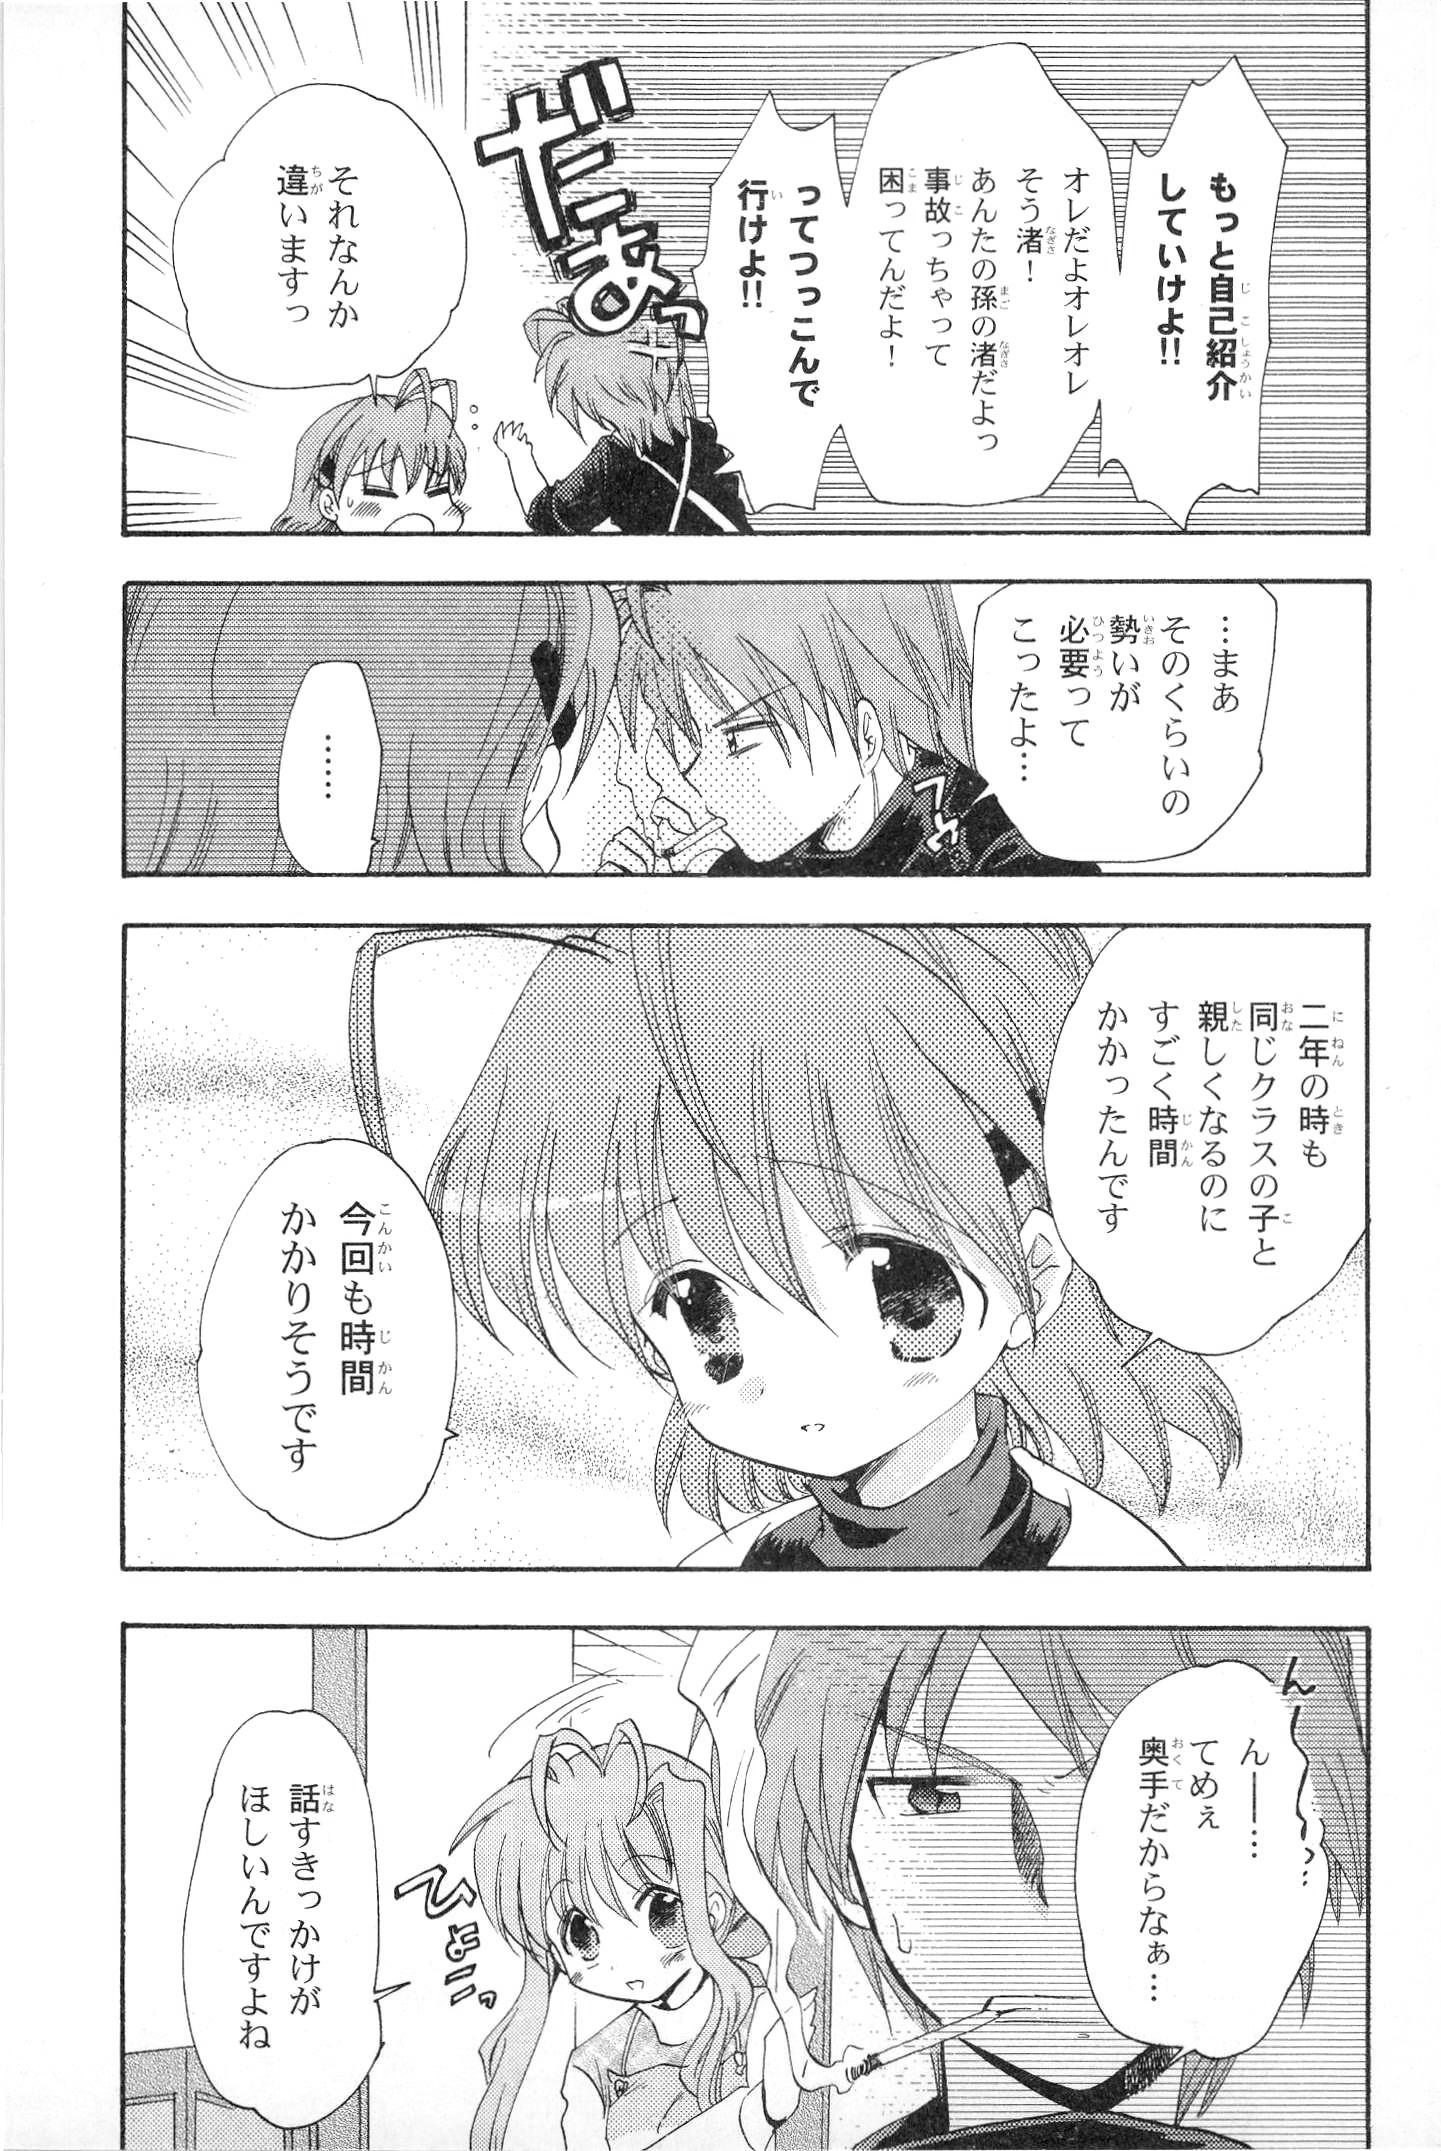 もっと自己紹介
していけよ!!
オレだよオレオレ
そう渚!
あんたの孫の渚だよっ
事故っちゃって
困ってんだよ!
ってつっこんで
行けよ!!
だぁっ
それなんか
違いますっ
…まあ
そのくらいの
勢いが
必要って
こったよ…
……
二年の時も
同じクラスの子と
親しくなるのに
すごく時間
かかったんです
今回も時間
かかりそうです
ん〜〜…
ん――…
てめぇ
奥手だからなぁ…
ひょこっ
話すきっかけが
ほしいんですよね